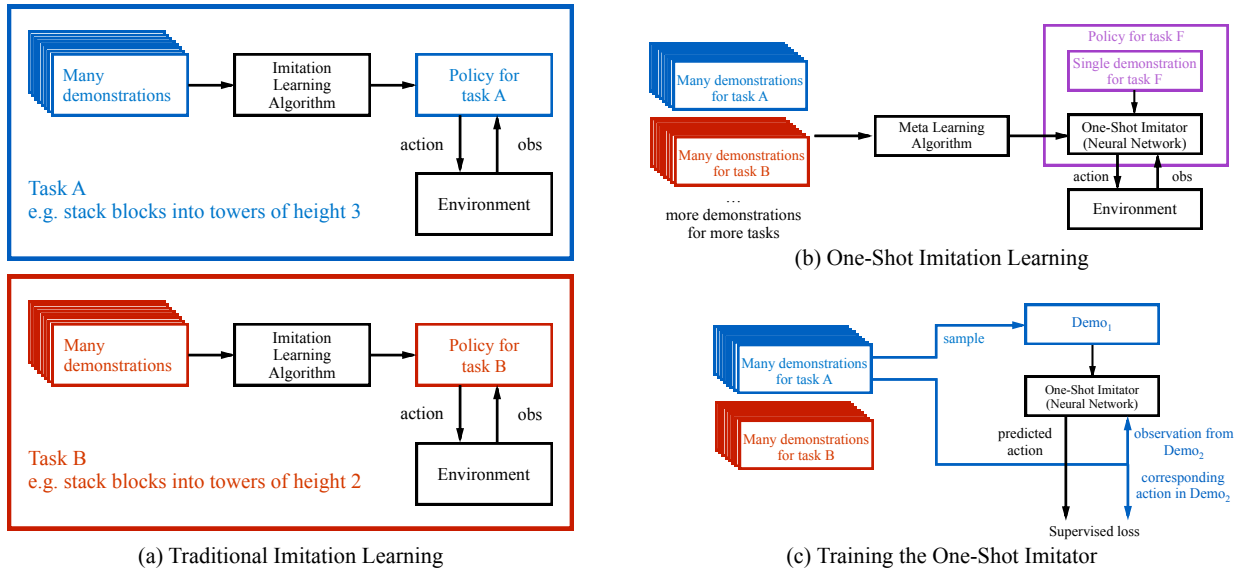 Many
demonstrations
Imitation
Learning
Algorithm
Policy for
task A
action
obs
Environment
Task A
e.g. stack blocks into towers of height 3
Many
demonstrations
Imitation
Learning
Algorithm
Policy for
task B
action
obs
Environment
Task B
e.g. stack blocks into towers of height 2
(a) Traditional Imitation Learning
Many demonstrations
for task A
Many demonstrations
for task B
...
more demonstrations
for more tasks
Meta Learning
Algorithm
Policy for task F
Single demonstration
for task F
One-Shot Imitator
(Neural Network)
action
obs
Environment
(b) One-Shot Imitation Learning
Many demonstrations
for task A
Many demonstrations
for task B
sample
Demo₁
One-Shot Imitator
(Neural Network)
predicted
action
observation from
Demo₂
corresponding
action in Demo₂
Supervised loss
(c) Training the One-Shot Imitator